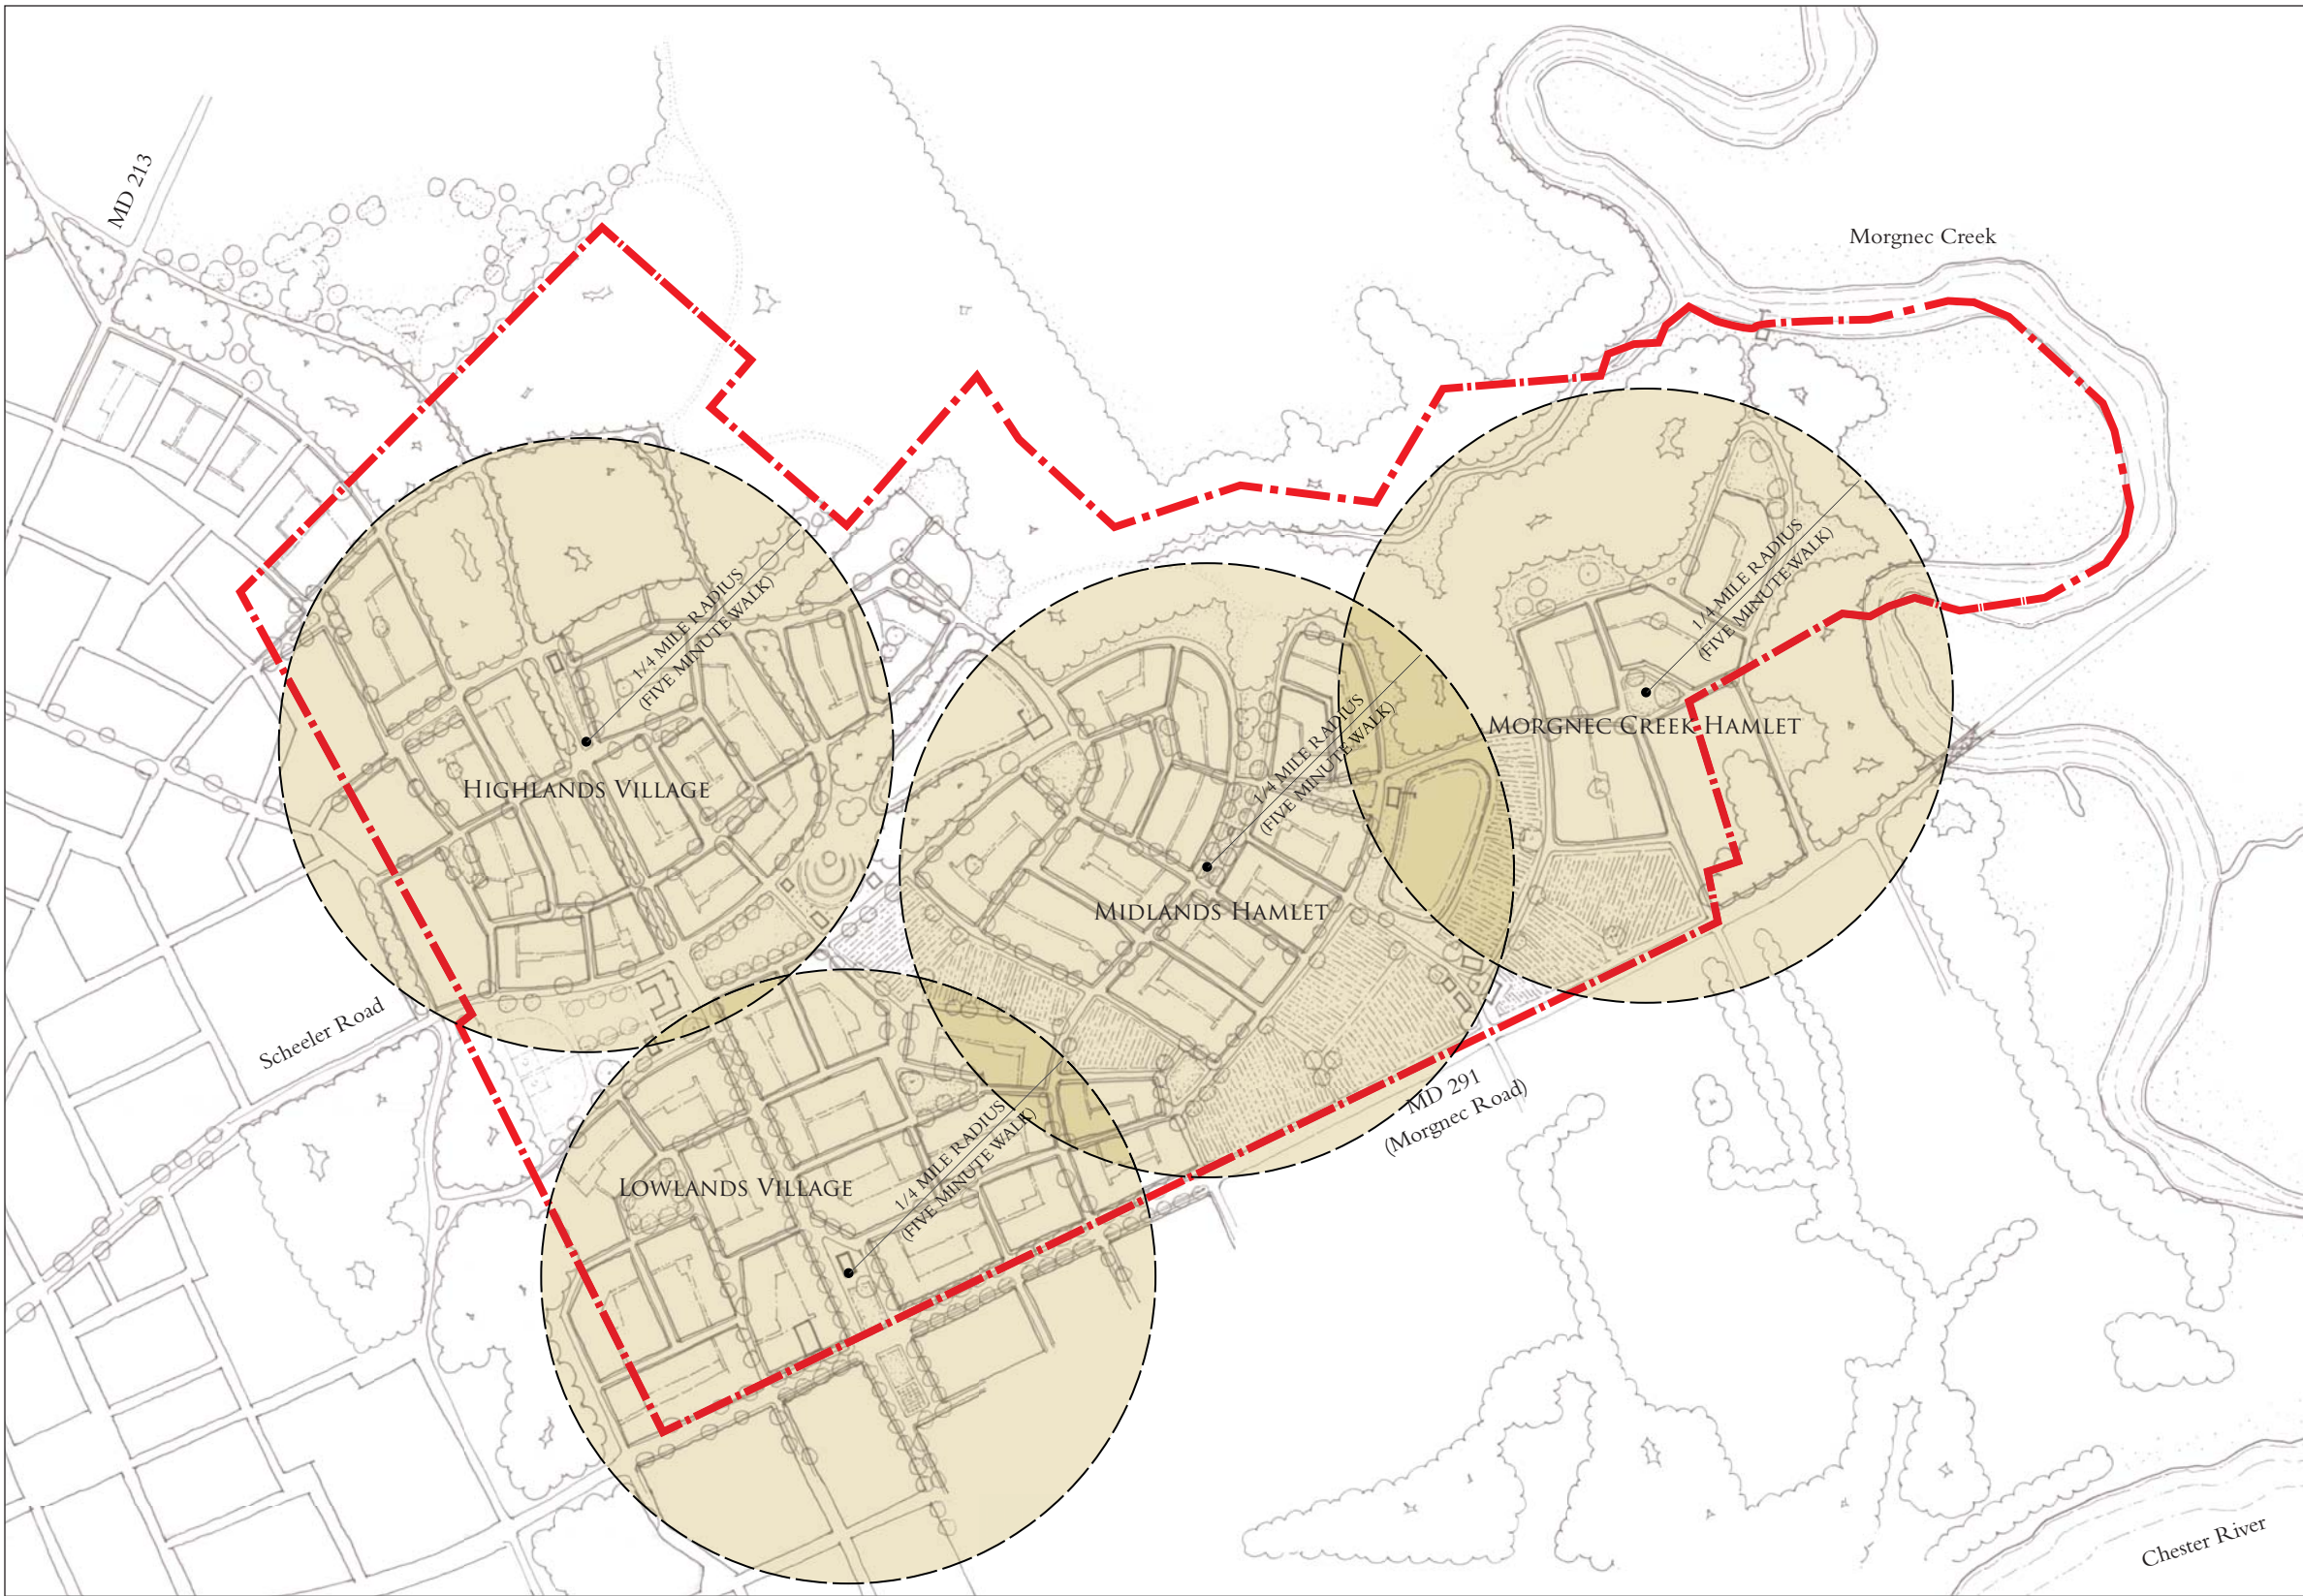 MD 213
Morgnec Creek
1/4 MILE RADIUS
(FIVE MINUTE WALK)
HIGHLANDS VILLAGE
1/4 MILE RADIUS
(FIVE MINUTE WALK)
MORGNEC CREEK HAMLET
1/4 MILE RADIUS
(FIVE MINUTE WALK)
MIDLANDS HAMLET
Scheeler Road
MD 291
(Morgnec Road)
1/4 MILE RADIUS
(FIVE MINUTE WALK)
LOWLANDS VILLAGE
Chester River